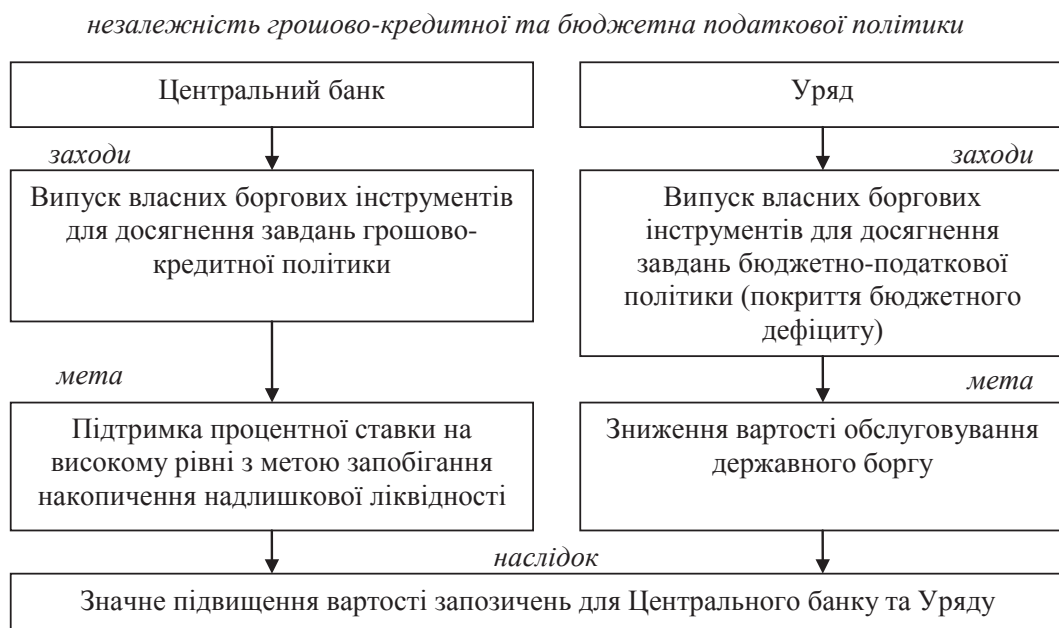 незалежність грошово-кредитної та бюджетна податкової політики
Центральний банк
Уряд
заходи
заходи
Випуск власних боргових інструментів
для досягнення завдань грошово-
кредитної політики
Випуск власних боргових
інструментів для досягнення
завдань бюджетно-податкової
політики (покриття бюджетного
дефіциту)
мета
мета
Підтримка процентної ставки на
високому рівні з метою запобігання
накопичення надлишкової ліквідності
Зниження вартості обслуговування
державного боргу
наслідок
Значне підвищення вартості запозичень для Центрального банку та Уряду